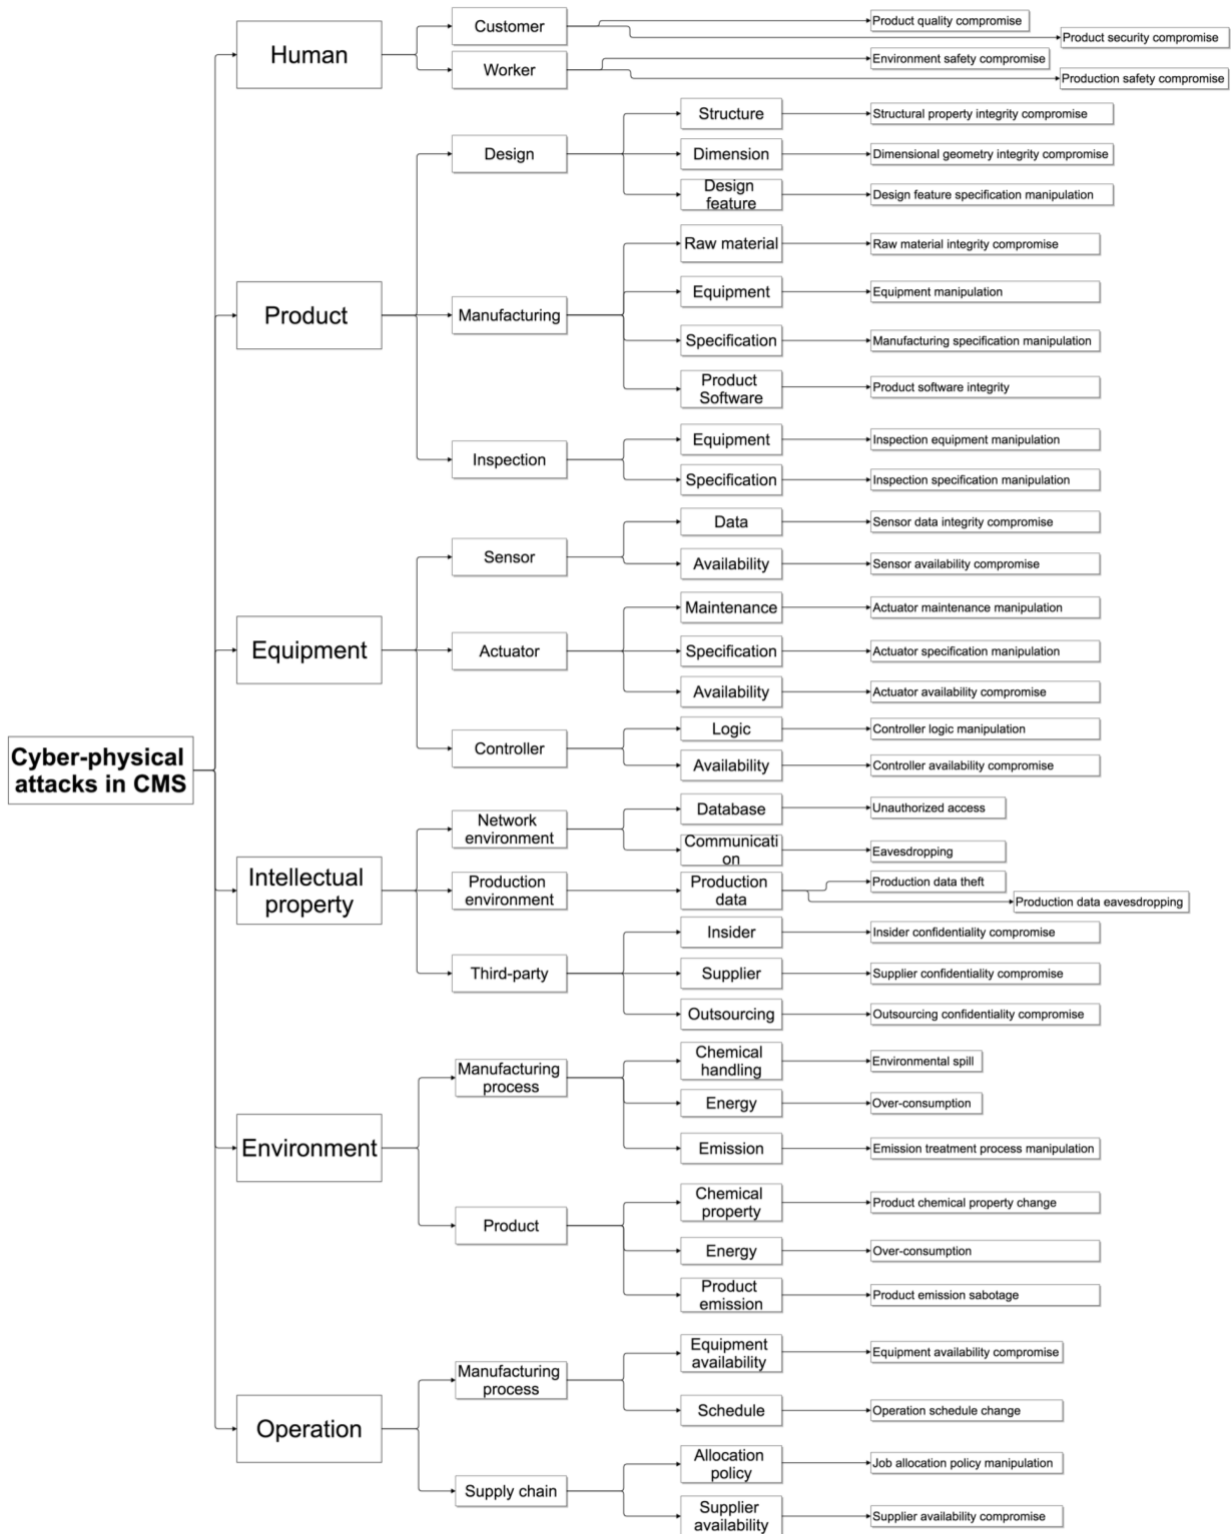 Cyber-physical
attacks in CMS
Human
Customer
Product quality compromise
Product security compromise
Worker
Environment safety compromise
Production safety compromise
Product
Design
Structure
Structural property integrity compromise
Dimension
Dimensional geometry integrity compromise
Design
feature
Design feature specification manipulation
Manufacturing
Raw material
Raw material integrity compromise
Equipment
Equipment manipulation
Specification
Manufacturing specification manipulation
Product
Software
Product software integrity
Inspection
Equipment
Inspection equipment manipulation
Specification
Inspection specification manipulation
Equipment
Sensor
Data
Sensor data integrity compromise
Availability
Sensor availability compromise
Actuator
Maintenance
Actuator maintenance manipulation
Specification
Actuator specification manipulation
Availability
Actuator availability compromise
Controller
Logic
Controller logic manipulation
Availability
Controller availability compromise
Intellectual
property
Network
environment
Database
Unauthorized access
Communicati
on
Eavesdropping
Production
environment
Production
data
Production data theft
Production data eavesdropping
Third-party
Insider
Insider confidentiality compromise
Supplier
Supplier confidentiality compromise
Outsourcing
Outsourcing confidentiality compromise
Environment
Manufacturing
process
Chemical
handling
Environmental spill
Energy
Over-consumption
Emission
Emission treatment process manipulation
Product
Chemical
property
Product chemical property change
Energy
Over-consumption
Product
emission
Product emission sabotage
Operation
Manufacturing
process
Equipment
availability
Equipment availability compromise
Schedule
Operation schedule change
Supply chain
Allocation
policy
Job allocation policy manipulation
Supplier
availability
Supplier availability compromise